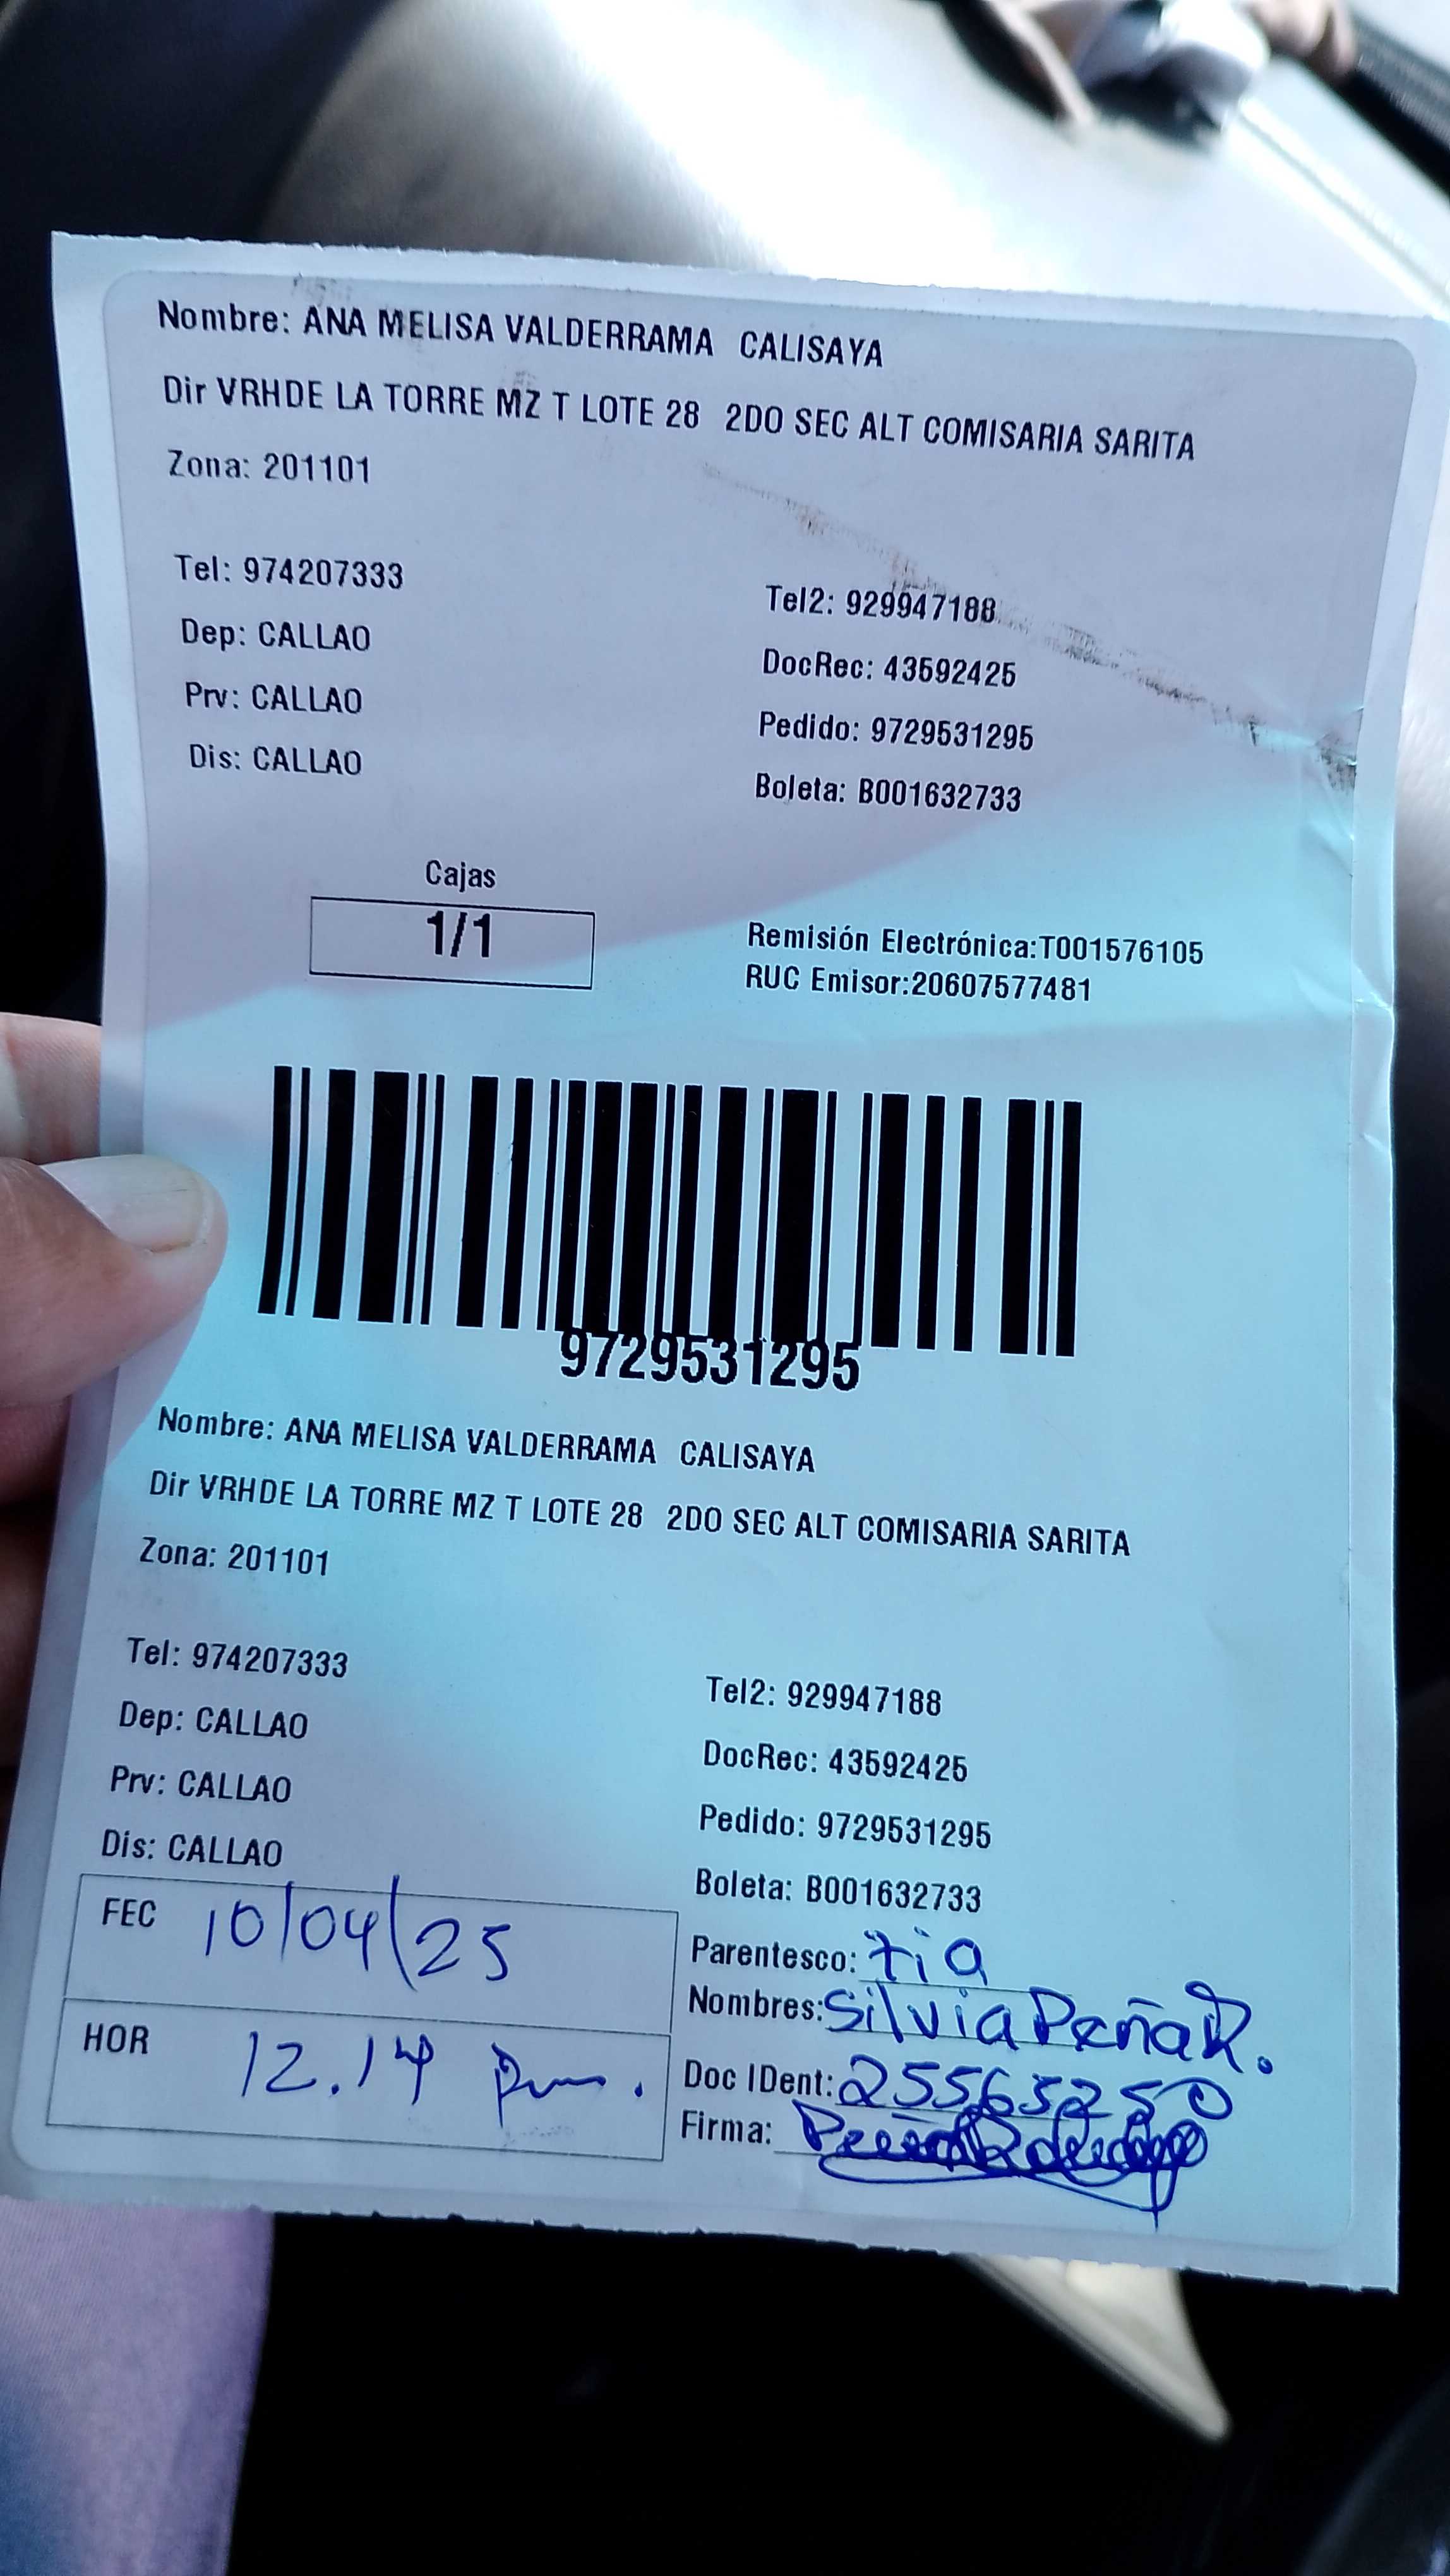 Nombre: ANA MELISA VALDERRAMA CALISAYA
Dir VRHDE LA TORRE MZ T LOTE 28 2DO SEC ALT COMISARIA SARITA
Zona: 201101
Tel: 974207333 Tel2: 929947188
Dep: CALLAO DocRec: 43592425
Prv: CALLAO Pedido: 9729531295
Dis: CALLAO Boleta: B001632733
Cajas
1/1
Remisión Electrónica:T001576105
RUC Emisor:20607577481
9729531295
Nombre: ANA MELISA VALDERRAMA CALISAYA
Dir VRHDE LA TORRE MZ T LOTE 28 2DO SEC ALT COMISARIA SARITA
Zona: 201101
Tel: 974207333 Tel2: 929947188
Dep: CALLAO DocRec: 43592425
Prv: CALLAO Pedido: 9729531295
Dis: CALLAO Boleta: B001632733
FEC 10/04/25
HOR 12.14 pm.
Parentesco: tia
Nombres: Silvia Peña R.
Doc IDent: 25565250
Firma: